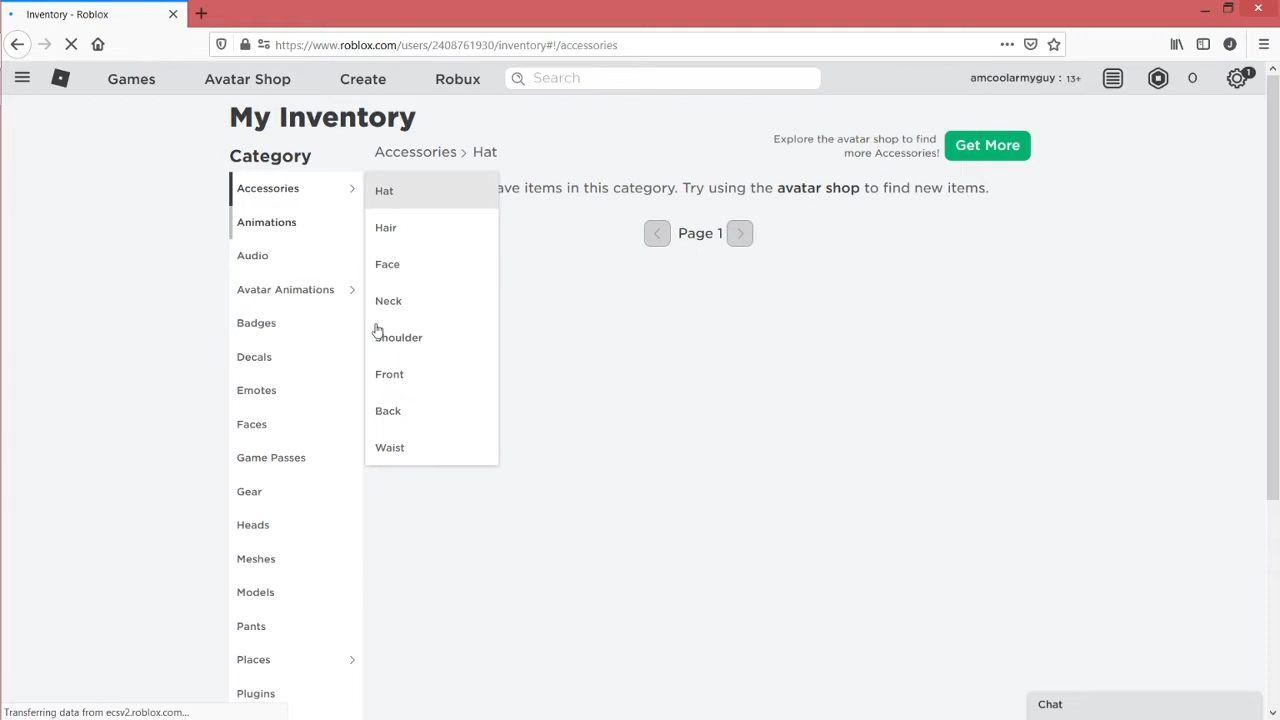 Inventory - Roblox
https://www.roblox.com/users/2408761930/inventory#!/accessories
J
Games
Avatar Shop
Create
Robux
Search
amcoolarmyguy : 13+
0
1
My Inventory
Explore the avatar shop to find
more Accessories!
Get More
Category
Accessories > Hat
Accessories
Animations
Audio
Avatar Animations
Badges
Decals
Emotes
Faces
Game Passes
Gear
Heads
Meshes
Models
Pants
Places
Plugins
Hat
Hair
Face
Neck
houlder
Front
Back
Waist
ave items in this category. Try using the avatar shop to find new items.
Page 1
Transferring data from ecsv2.roblox.com...
Chat